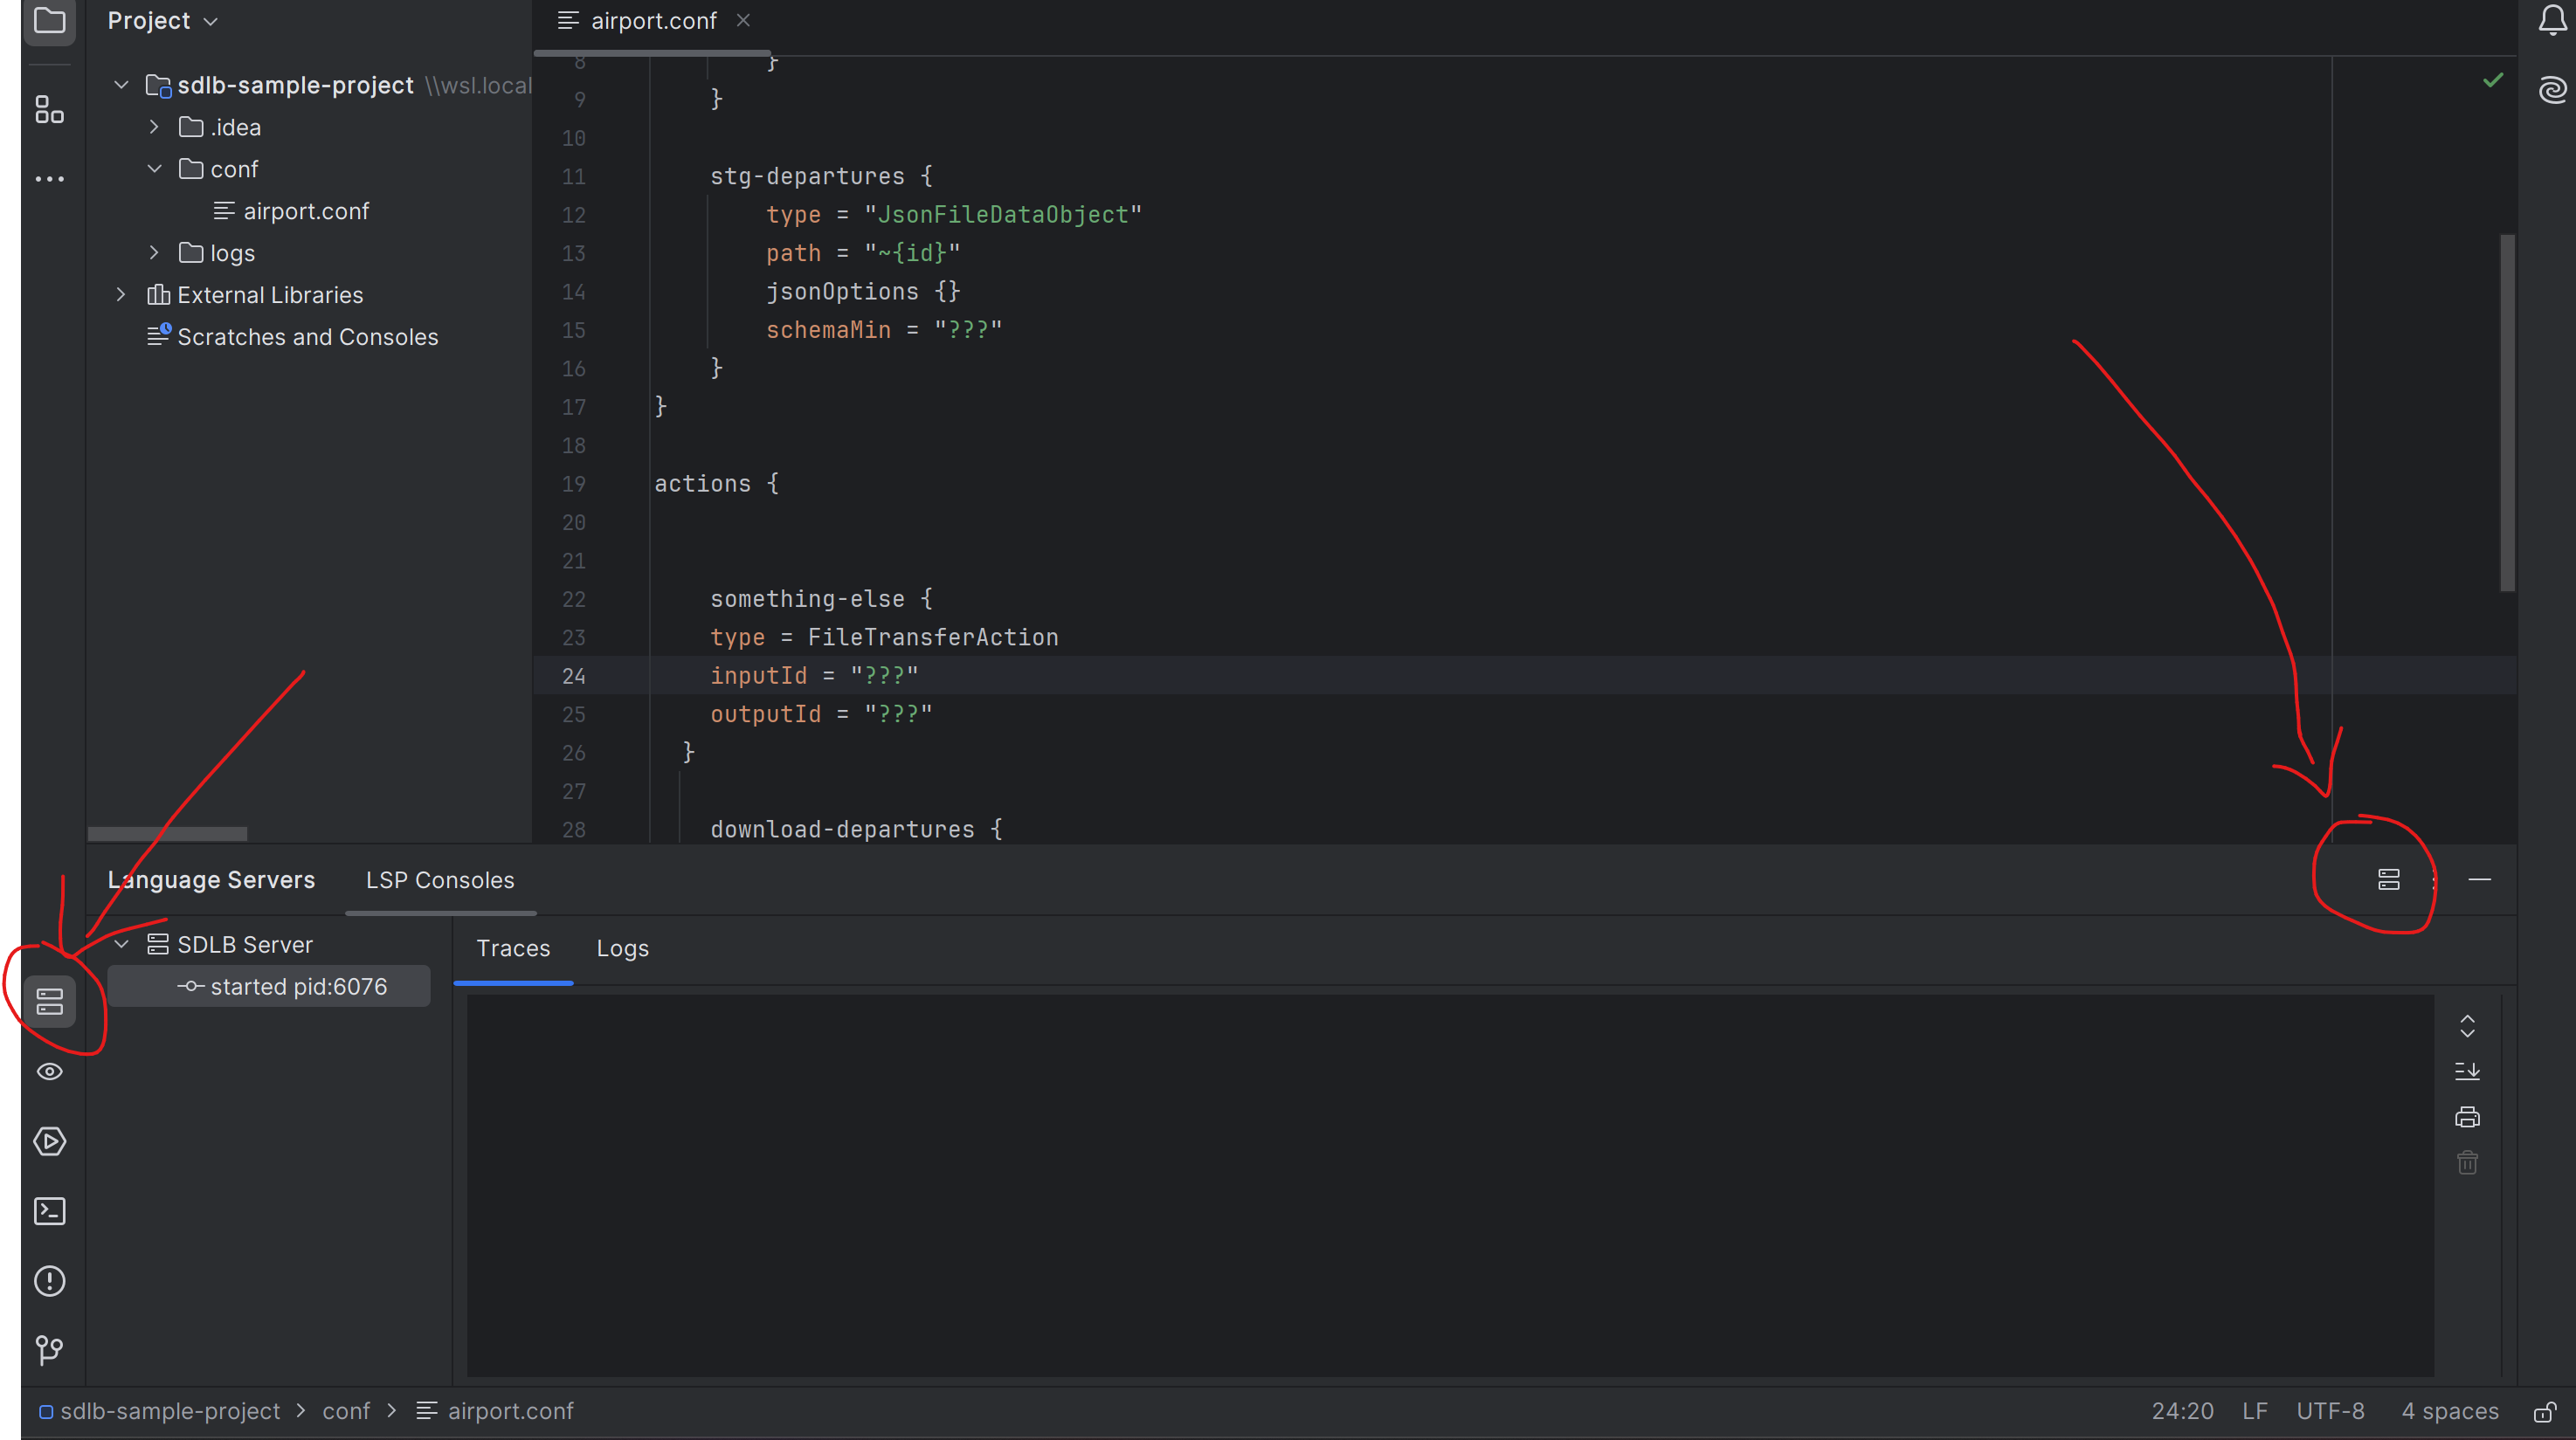 Project
sdlb-sample-project \\wsl.local
.idea
conf
airport.conf
logs
External Libraries
Scratches and Consoles
airport.conf
8 }
9 }
10
11 stg-departures {
12 type = "JsonFileDataObject"
13 path = "~{id}"
14 jsonOptions {}
15 schemaMin = "???"
16 }
17 }
18
19 actions {
20
21
22 something-else {
23 type = FileTransferAction
24 inputId = "???"
25 outputId = "???"
26 }
27
28 download-departures {
Language Servers LSP Consoles
SDLB Server
started pid:6076
Traces Logs
sdlb-sample-project > conf > airport.conf 24:20 LF UTF-8 4 spaces